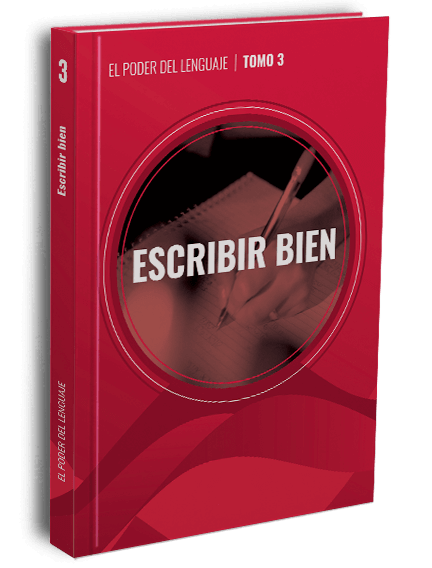 EL PODER DEL LENGUAJE | TOMO 3
ESCRIBIR BIEN
3
Escribir bien
EL PODER DEL LENGUAJE